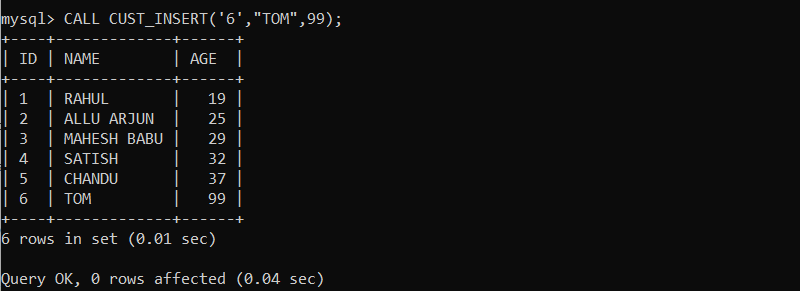 mysql> CALL CUST_INSERT('6',"TOM",99);
+----+-------------+------+
| ID | NAME        | AGE  |
+----+-------------+------+
| 1  | RAHUL       |   19 |
| 2  | ALLU ARJUN  |   25 |
| 3  | MAHESH BABU |   29 |
| 4  | SATISH      |   32 |
| 5  | CHANDU      |   37 |
| 6  | TOM         |   99 |
+----+-------------+------+
6 rows in set (0.01 sec)

Query OK, 0 rows affected (0.04 sec)